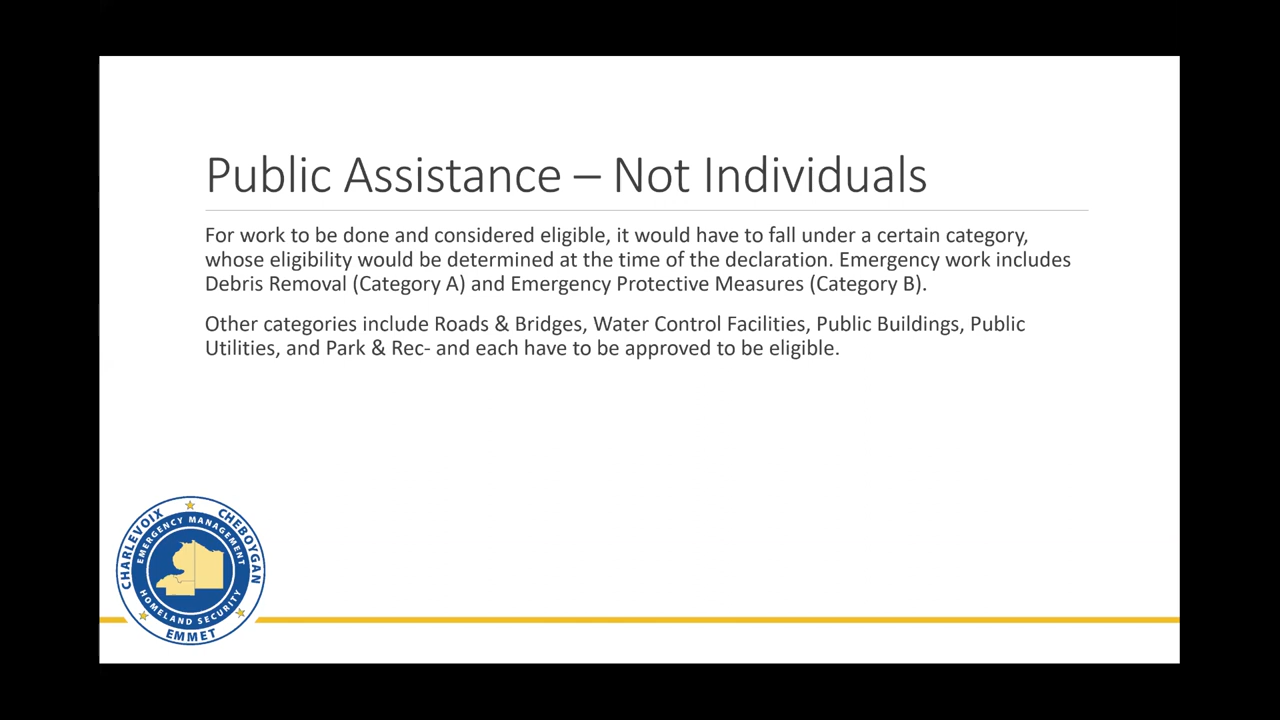 Public Assistance – Not Individuals
For work to be done and considered eligible, it would have to fall under a certain category,
whose eligibility would be determined at the time of the declaration. Emergency work includes
Debris Removal (Category A) and Emergency Protective Measures (Category B).
Other categories include Roads & Bridges, Water Control Facilities, Public Buildings, Public
Utilities, and Park & Rec- and each have to be approved to be eligible.
CHARLEVOIX
CHEBOYGAN
EMERGENCY MANAGEMENT
HOMELAND SECURITY
EMMET